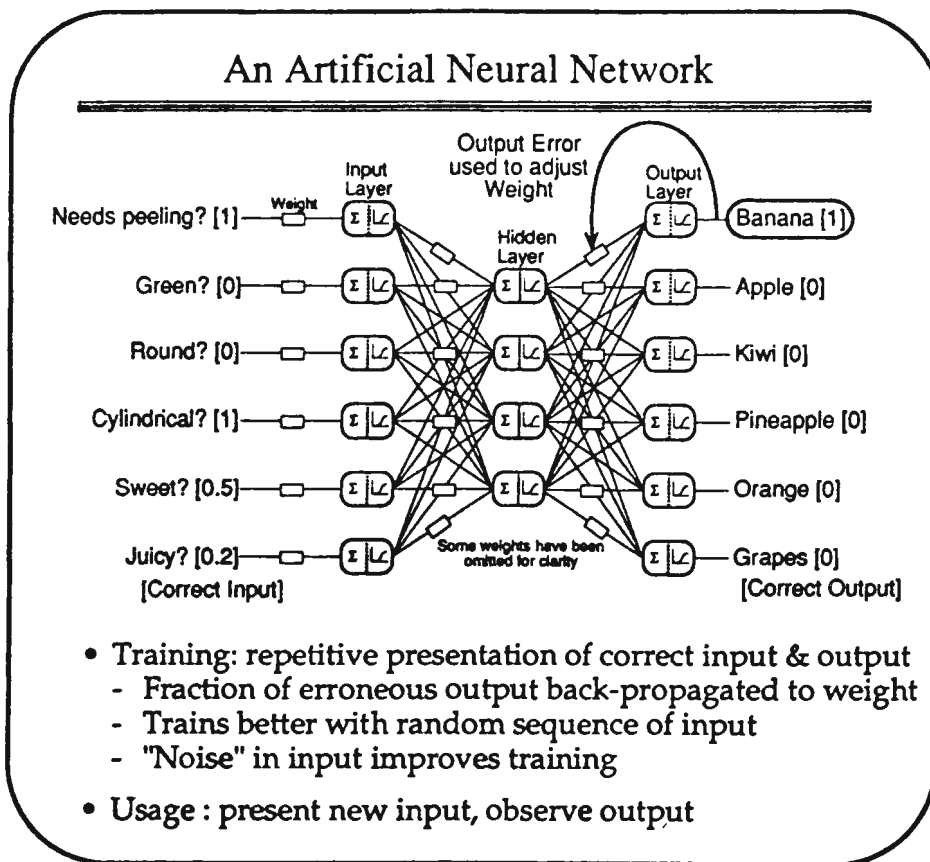 An Artificial Neural Network
Output Error
used to adjust
Weight
Input
Layer
Output
Layer
Weight
Hidden
Layer
Needs peeling? [1]
Σ
Σ
Banana [1]
Green? [0]
Σ
Σ
Σ
Apple [0]
Round? [0]
Σ
Σ
Σ
Kiwi [0]
Cylindrical? [1]
Σ
Σ
Σ
Pineapple [0]
Sweet? [0.5]
Σ
Σ
Σ
Orange [0]
Juicy? [0.2]
Σ
Σ
Grapes [0]
Some weights have been
omitted for clarity
[Correct Input]
[Correct Output]
• Training: repetitive presentation of correct input & output
- Fraction of erroneous output back-propagated to weight
- Trains better with random sequence of input
- "Noise" in input improves training
• Usage : present new input, observe output